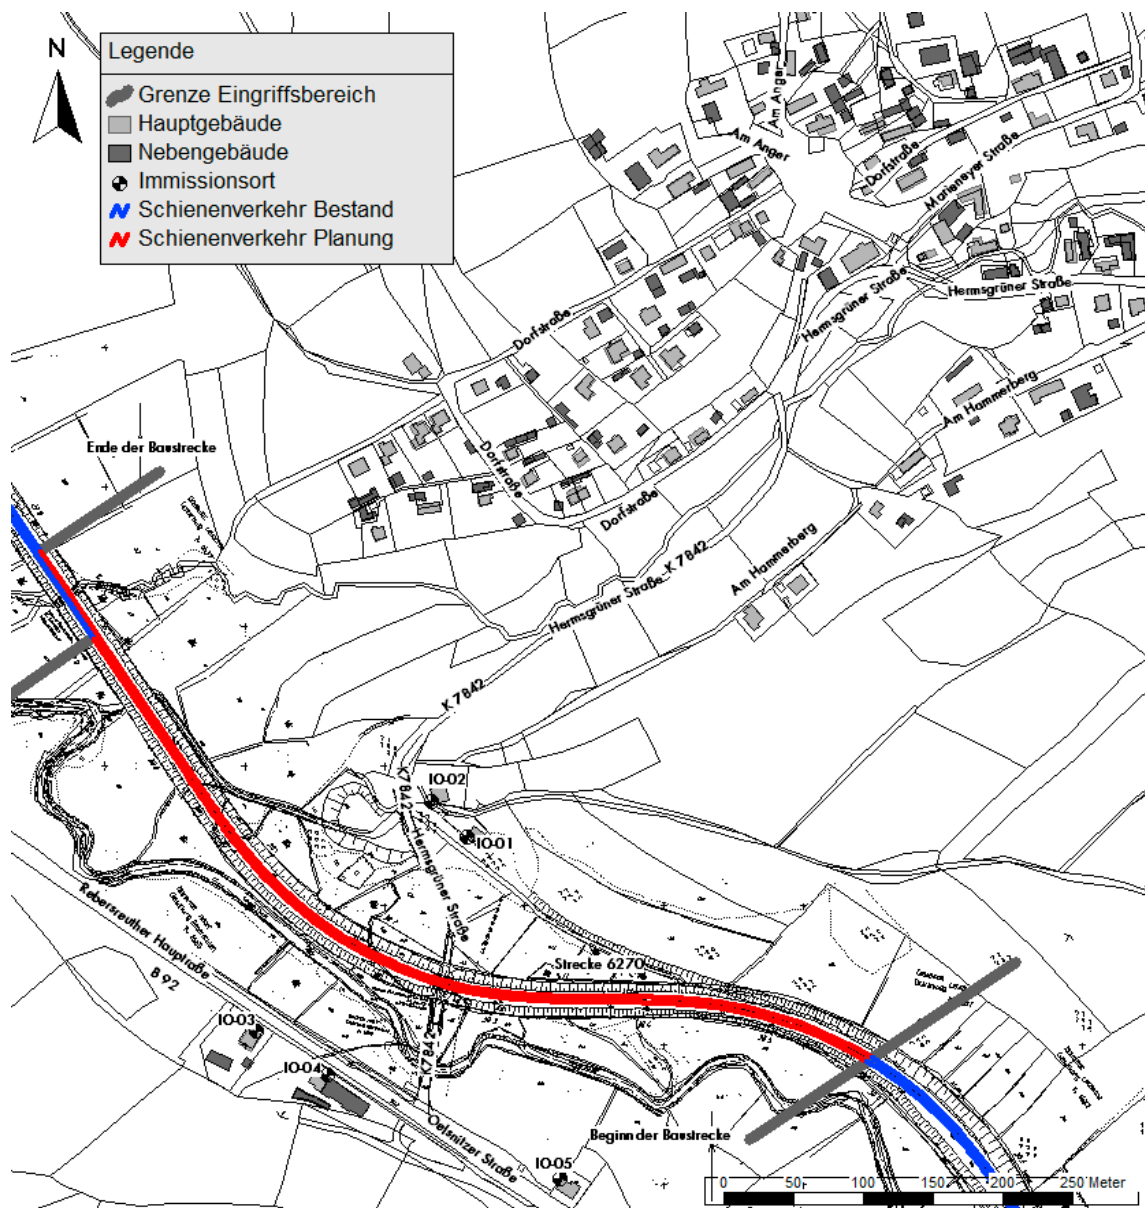 N
Legende
Grenze Eingriffsbereich
Hauptgebäude
Nebengebäude
Immissionsort
Schienenverkehr Bestand
Schienenverkehr Planung
Am Anger
Am Anger
Dorfstraße
Marieneyer Straße
Hermsgrüner Straße
Hermsgrüner Straße
Dorfstraße
Am Hammerberg
Ende der Baustrecke
Dorfstraße
Dorfstraße
Am Hammerberg
Hermsgrüner Straße K 7842
K 7842
IO-02
K7842
IO-01
Hermsgrüner Straße
Rebersreuther Hauptraße
B 92
Strecke 6270
IO-03
K7842
IO-04
Oelsnitzer Straße
Beginn der Baustrecke
IO-05
0 50 100 150 200 250 Meter